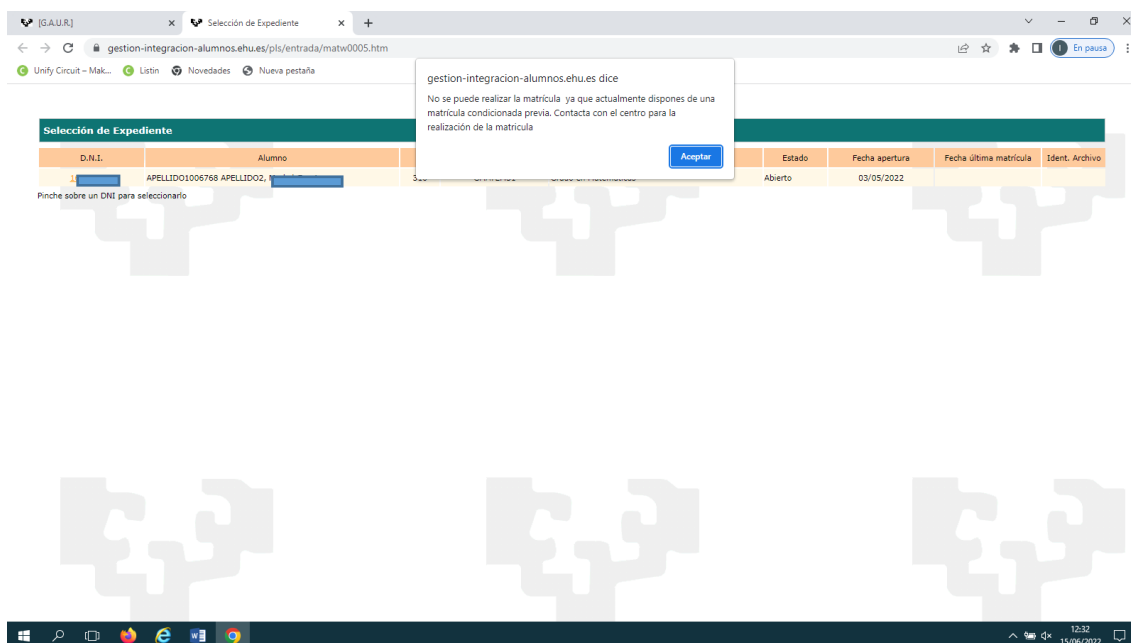 [G.A.U.R.]
Selección de Expediente
gestion-integracion-alumnos.ehu.es/pls/entrada/matw0005.htm
En pausa
Unify Circuit – Mak... Listin Novedades Nueva pestaña
gestion-integracion-alumnos.ehu.es dice
No se puede realizar la matrícula ya que actualmente dispones de una
matrícula condicionada previa. Contacta con el centro para la
realización de la matricula
Aceptar
Selección de Expediente
D.N.I. Alumno Estado Fecha apertura Fecha última matrícula Ident. Archivo
APELLIDO1006768 APELLIDO2, Abierto 03/05/2022
Pinche sobre un DNI para seleccionarlo
12:32
15/06/2022